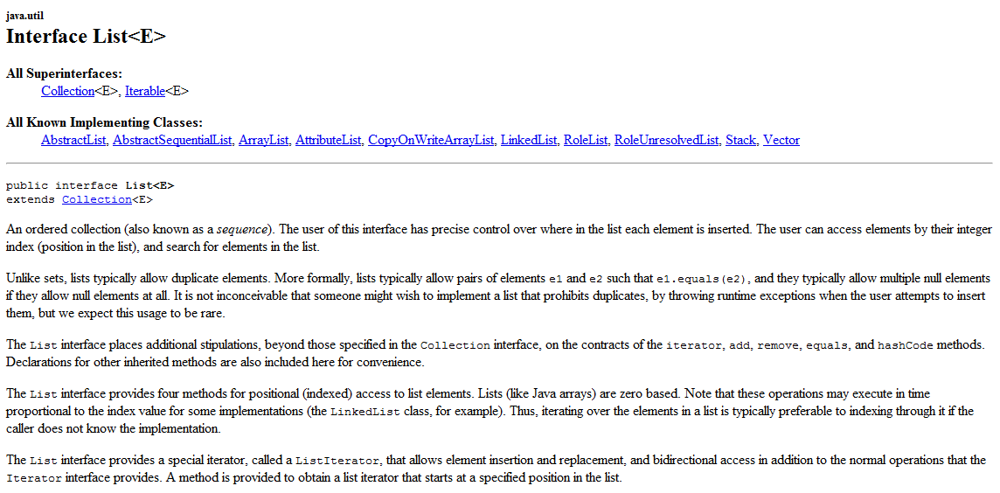 java.util
Interface List<E>
All Superinterfaces:
Collection<E>, Iterable<E>
All Known Implementing Classes:
AbstractList, AbstractSequentialList, ArrayList, AttributeList, CopyOnWriteArrayList, LinkedList, RoleList, RoleUnresolvedList, Stack, Vector
public interface List<E>
extends Collection<E>
An ordered collection (also known as a sequence). The user of this interface has precise control over where in the list each element is inserted. The user can access elements by their integer
index (position in the list), and search for elements in the list.
Unlike sets, lists typically allow duplicate elements. More formally, lists typically allow pairs of elements e1 and e2 such that e1.equals(e2), and they typically allow multiple null elements
if they allow null elements at all. It is not inconceivable that someone might wish to implement a list that prohibits duplicates, by throwing runtime exceptions when the user attempts to insert
them, but we expect this usage to be rare.
The List interface places additional stipulations, beyond those specified in the Collection interface, on the contracts of the iterator, add, remove, equals, and hashCode methods.
Declarations for other inherited methods are also included here for convenience.
The List interface provides four methods for positional (indexed) access to list elements. Lists (like Java arrays) are zero based. Note that these operations may execute in time
proportional to the index value for some implementations (the LinkedList class, for example). Thus, iterating over the elements in a list is typically preferable to indexing through it if the
caller does not know the implementation.
The List interface provides a special iterator, called a ListIterator, that allows element insertion and replacement, and bidirectional access in addition to the normal operations that the
Iterator interface provides. A method is provided to obtain a list iterator that starts at a specified position in the list.